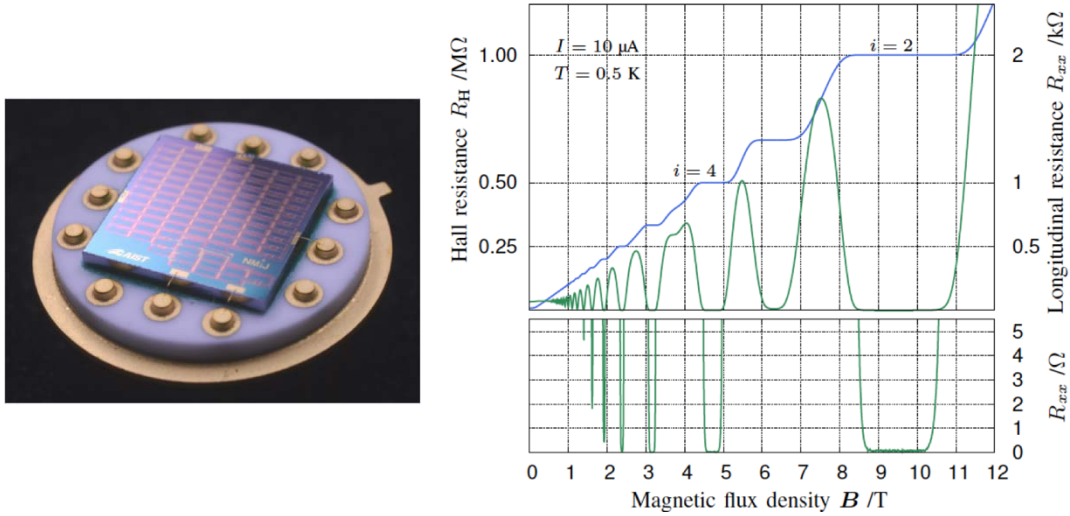 AIST
NMIJ
I = 10 μA
T = 0.5 K
i = 2
i = 4
Hall resistance R_H /MΩ
1.00
0.50
0.25
Longitudinal resistance R_xx /kΩ
2
1
0.5
R_xx /Ω
5
4
3
2
1
0
0 1 2 3 4 5 6 7 8 9 10 11 12
Magnetic flux density B /T